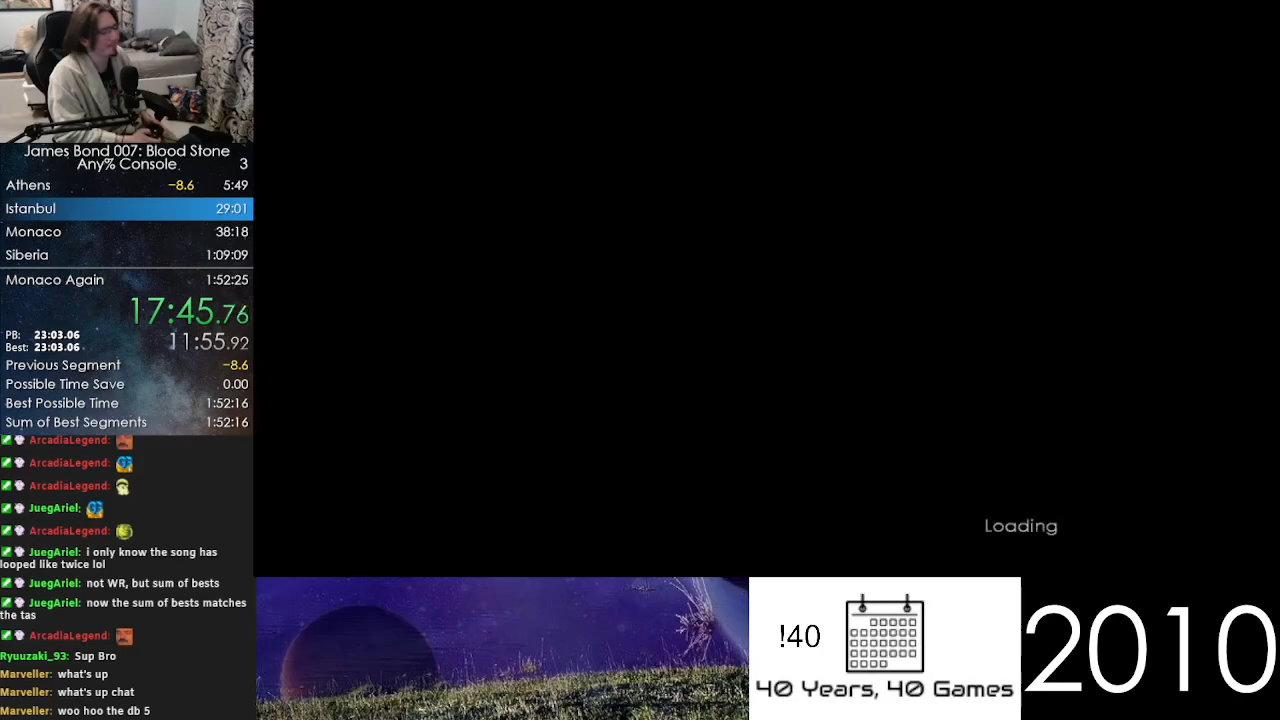 James Bond 007: Blood Stone
Any% Console 3
Athens −8.6 5:49
Istanbul 29:01
Monaco 38:18
Siberia 1:09:09
Monaco Again 1:52:25
17:45.76
PB: 23:03.06
Best: 23:03.06
11:55.92
Previous Segment −8.6
Possible Time Save 0.00
Best Possible Time 1:52:16
Sum of Best Segments 1:52:16
ArcadiaLegend:
ArcadiaLegend:
ArcadiaLegend:
JuegAriel:
ArcadiaLegend:
JuegAriel: i only know the song has
looped like twice lol
JuegAriel: not WR, but sum of bests
JuegAriel: now the sum of bests matches
the tas
ArcadiaLegend:
Ryuuzaki_93: Sup Bro
Marveller: what's up
Marveller: what's up chat
Marveller: woo hoo the db 5
Loading
!40
40 Years, 40 Games
2010